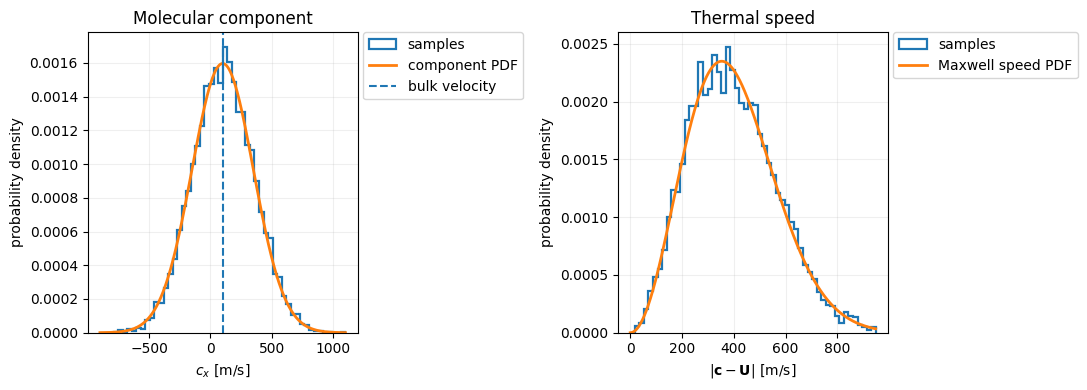 Molecular component
0.0016
0.0014
0.0012
0.0010
0.0008
0.0006
0.0004
0.0002
0.0000
probability density
−500
0
500
1000
c_x [m/s]
samples
component PDF
bulk velocity
Thermal speed
0.0025
0.0020
0.0015
0.0010
0.0005
0.0000
probability density
0
200
400
600
800
|c − U| [m/s]
samples
Maxwell speed PDF